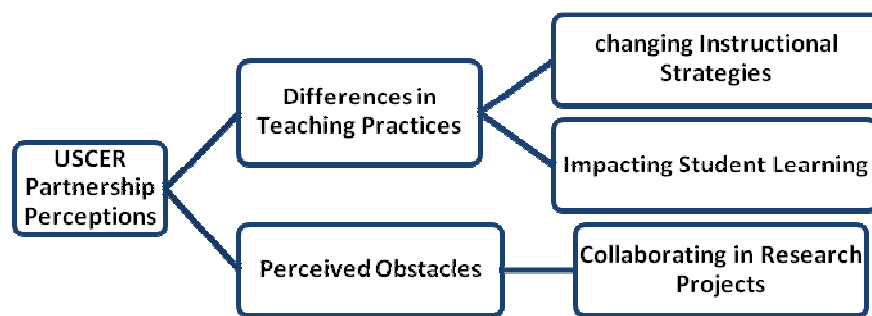 USCER
Partnership
Perceptions
Differences in
Teaching Practices
changing Instructional
Strategies
Impacting Student Learning
Perceived Obstacles
Collaborating in Research
Projects